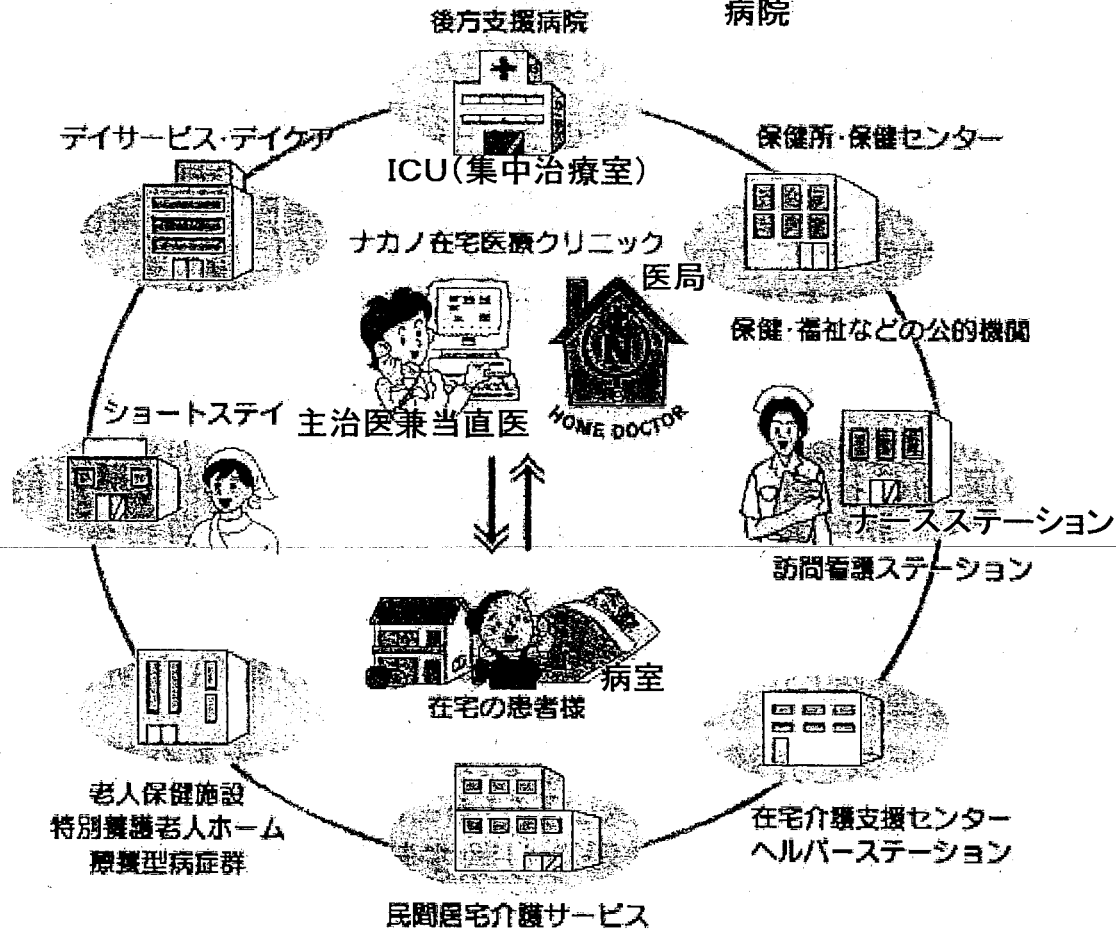 病院
後方支援病院
デイサービス・デイケア
保健所・保健センター
ICU(集中治療室)
ナカノ在宅医療クリニック
医局
N
HOME DOCTOR
保健・福祉などの公的機関
主治医兼当直医
ショートステイ
ナースステーション
訪問看護ステーション
病室
在宅の患者様
老人保健施設
特別養護老人ホーム
療養型病症群
在宅介護支援センター
ヘルパーステーション
民間居宅介護サービス